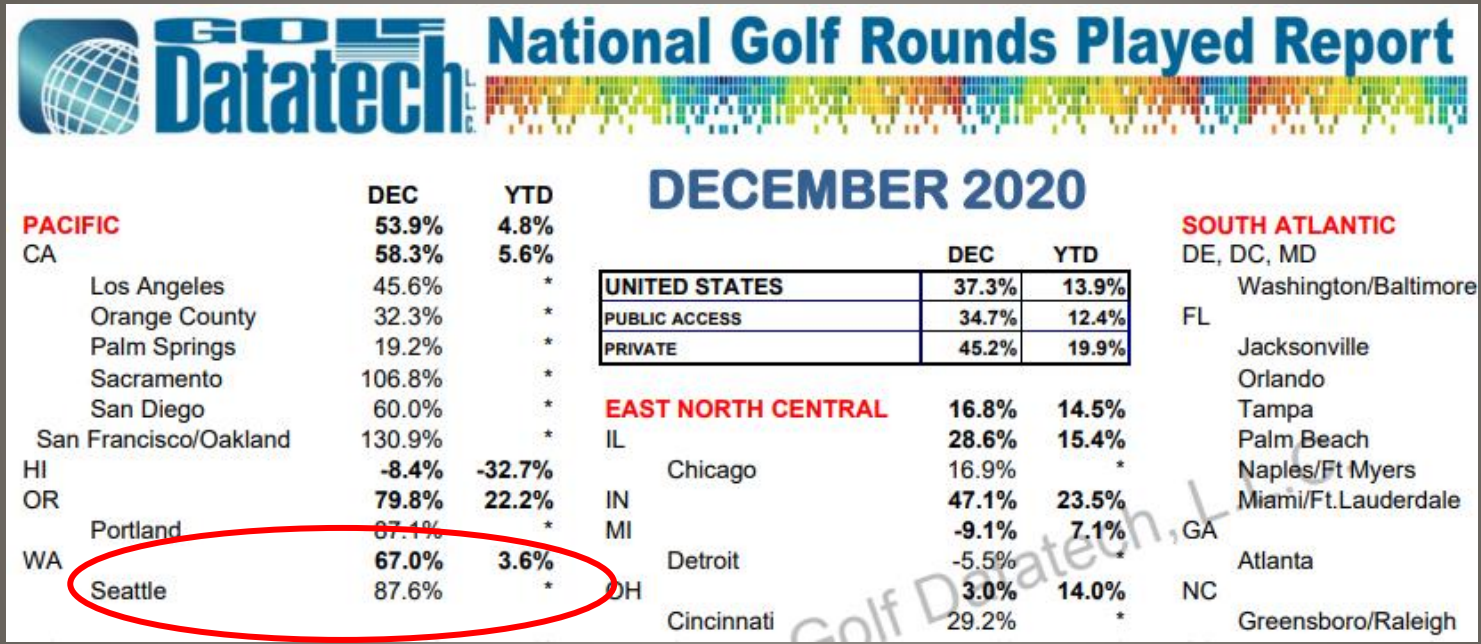 GOLF
Datatech L.L.C.
National Golf Rounds Played Report
DECEMBER 2020
DEC YTD
PACIFIC 53.9% 4.8%
CA 58.3% 5.6%
Los Angeles 45.6% *
Orange County 32.3% *
Palm Springs 19.2% *
Sacramento 106.8% *
San Diego 60.0% *
San Francisco/Oakland 130.9% *
HI -8.4% -32.7%
OR 79.8% 22.2%
Portland 87.1% *
WA 67.0% 3.6%
Seattle 87.6% *
DEC YTD
UNITED STATES 37.3% 13.9%
PUBLIC ACCESS 34.7% 12.4%
PRIVATE 45.2% 19.9%
EAST NORTH CENTRAL 16.8% 14.5%
IL 28.6% 15.4%
Chicago 16.9% *
IN 47.1% 23.5%
MI -9.1% 7.1%
Detroit -5.5% *
OH 3.0% 14.0%
Cincinnati 29.2% *
SOUTH ATLANTIC
DE, DC, MD
Washington/Baltimore
FL
Jacksonville
Orlando
Tampa
Palm Beach
Naples/Ft Myers
Miami/Ft.Lauderdale
GA
Atlanta
NC
Greensboro/Raleigh
Golf Datatech, L.L.C.